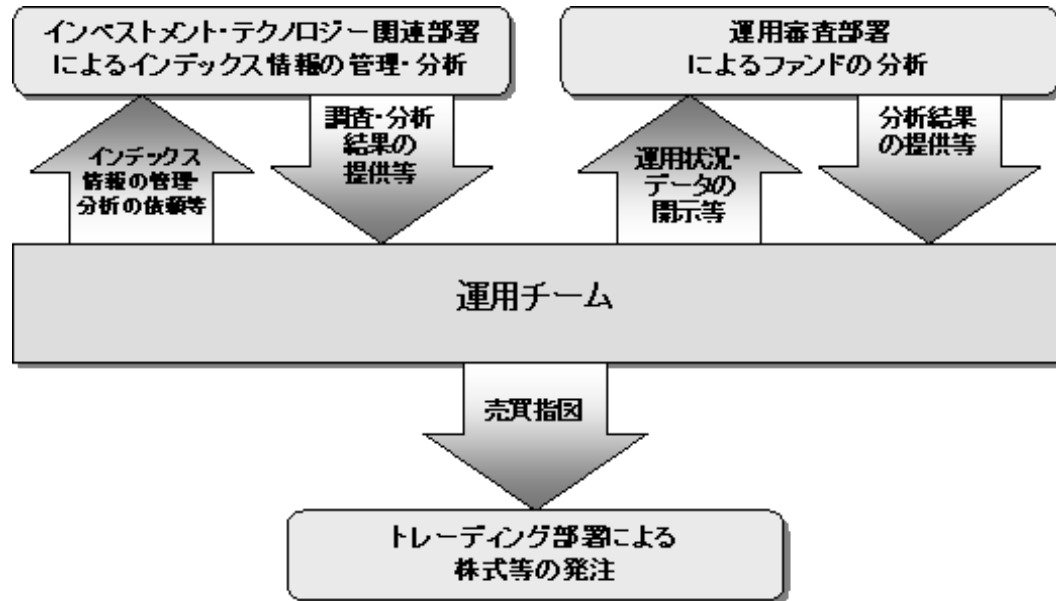 インベストメント・テクノロジー関連部署
によるインデックス情報の管理・分析
運用審査部署
によるファンドの分析
インデックス
情報の管理・
分析の依頼等
調査・分析
結果の
提供等
運用状況・
データの
開示等
分析結果
の提供等
運用チーム
売買指図
トレーディング部署による
株式等の発注